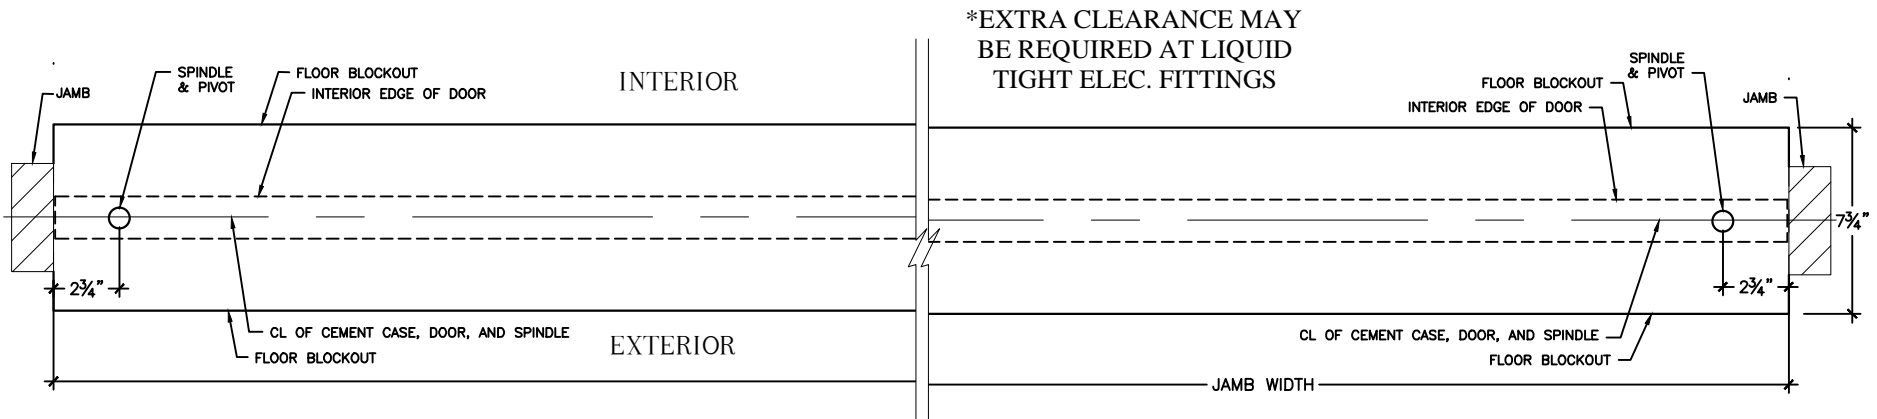 *EXTRA CLEARANCE MAY
BE REQUIRED AT LIQUID
TIGHT ELEC. FITTINGS
SPINDLE
& PIVOT
FLOOR BLOCKOUT
INTERIOR EDGE OF DOOR
JAMB
INTERIOR
SPINDLE
& PIVOT
FLOOR BLOCKOUT
INTERIOR EDGE OF DOOR
JAMB
7¾"
2¾"
2¾"
CL OF CEMENT CASE, DOOR, AND SPINDLE
FLOOR BLOCKOUT
EXTERIOR
CL OF CEMENT CASE, DOOR, AND SPINDLE
FLOOR BLOCKOUT
JAMB WIDTH